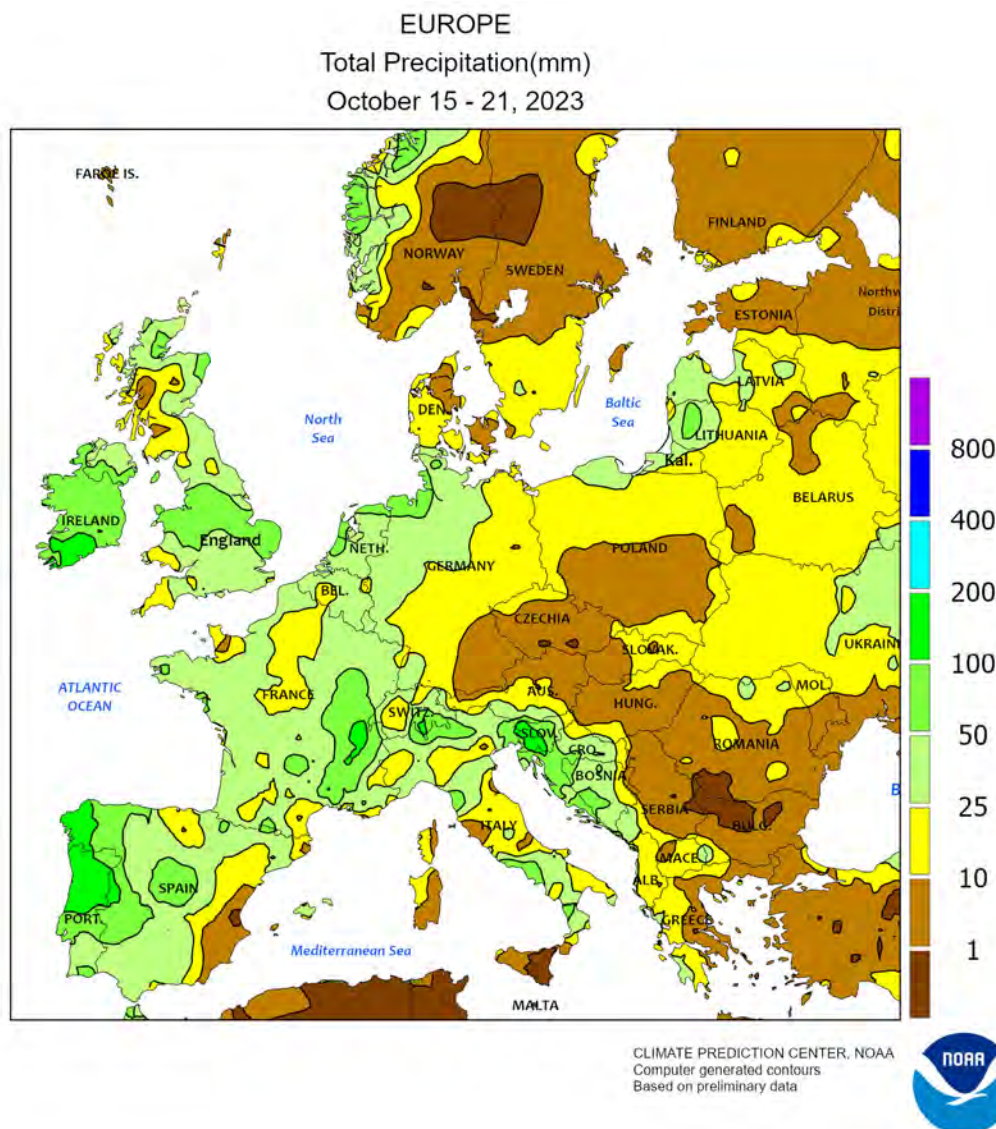 EUROPE
Total Precipitation(mm)
October 15 - 21, 2023
FAROE IS.
FINLAND
NORWAY
SWEDEN
Northw
Distri
ESTONIA
North
Sea
Baltic
Sea
DEN.
LATVIA
LITHUANIA
Kal.
BELARUS
IRELAND
England
NETH.
POLAND
GERMANY
BEL.
CZECHIA
SLOVAK.
UKRAIN
ATLANTIC
OCEAN
FRANCE
SWITZ.
AUS.
HUNG.
MOL.
SLOV.
CRO.
ROMANIA
BOSNIA
B
SERBIA
BULG.
ITALY
MACE.
SPAIN
ALB.
PORT.
GREECE
Mediterranean Sea
MALTA
800
400
200
100
50
25
10
1
CLIMATE PREDICTION CENTER, NOAA
Computer generated contours
Based on preliminary data
NOAA